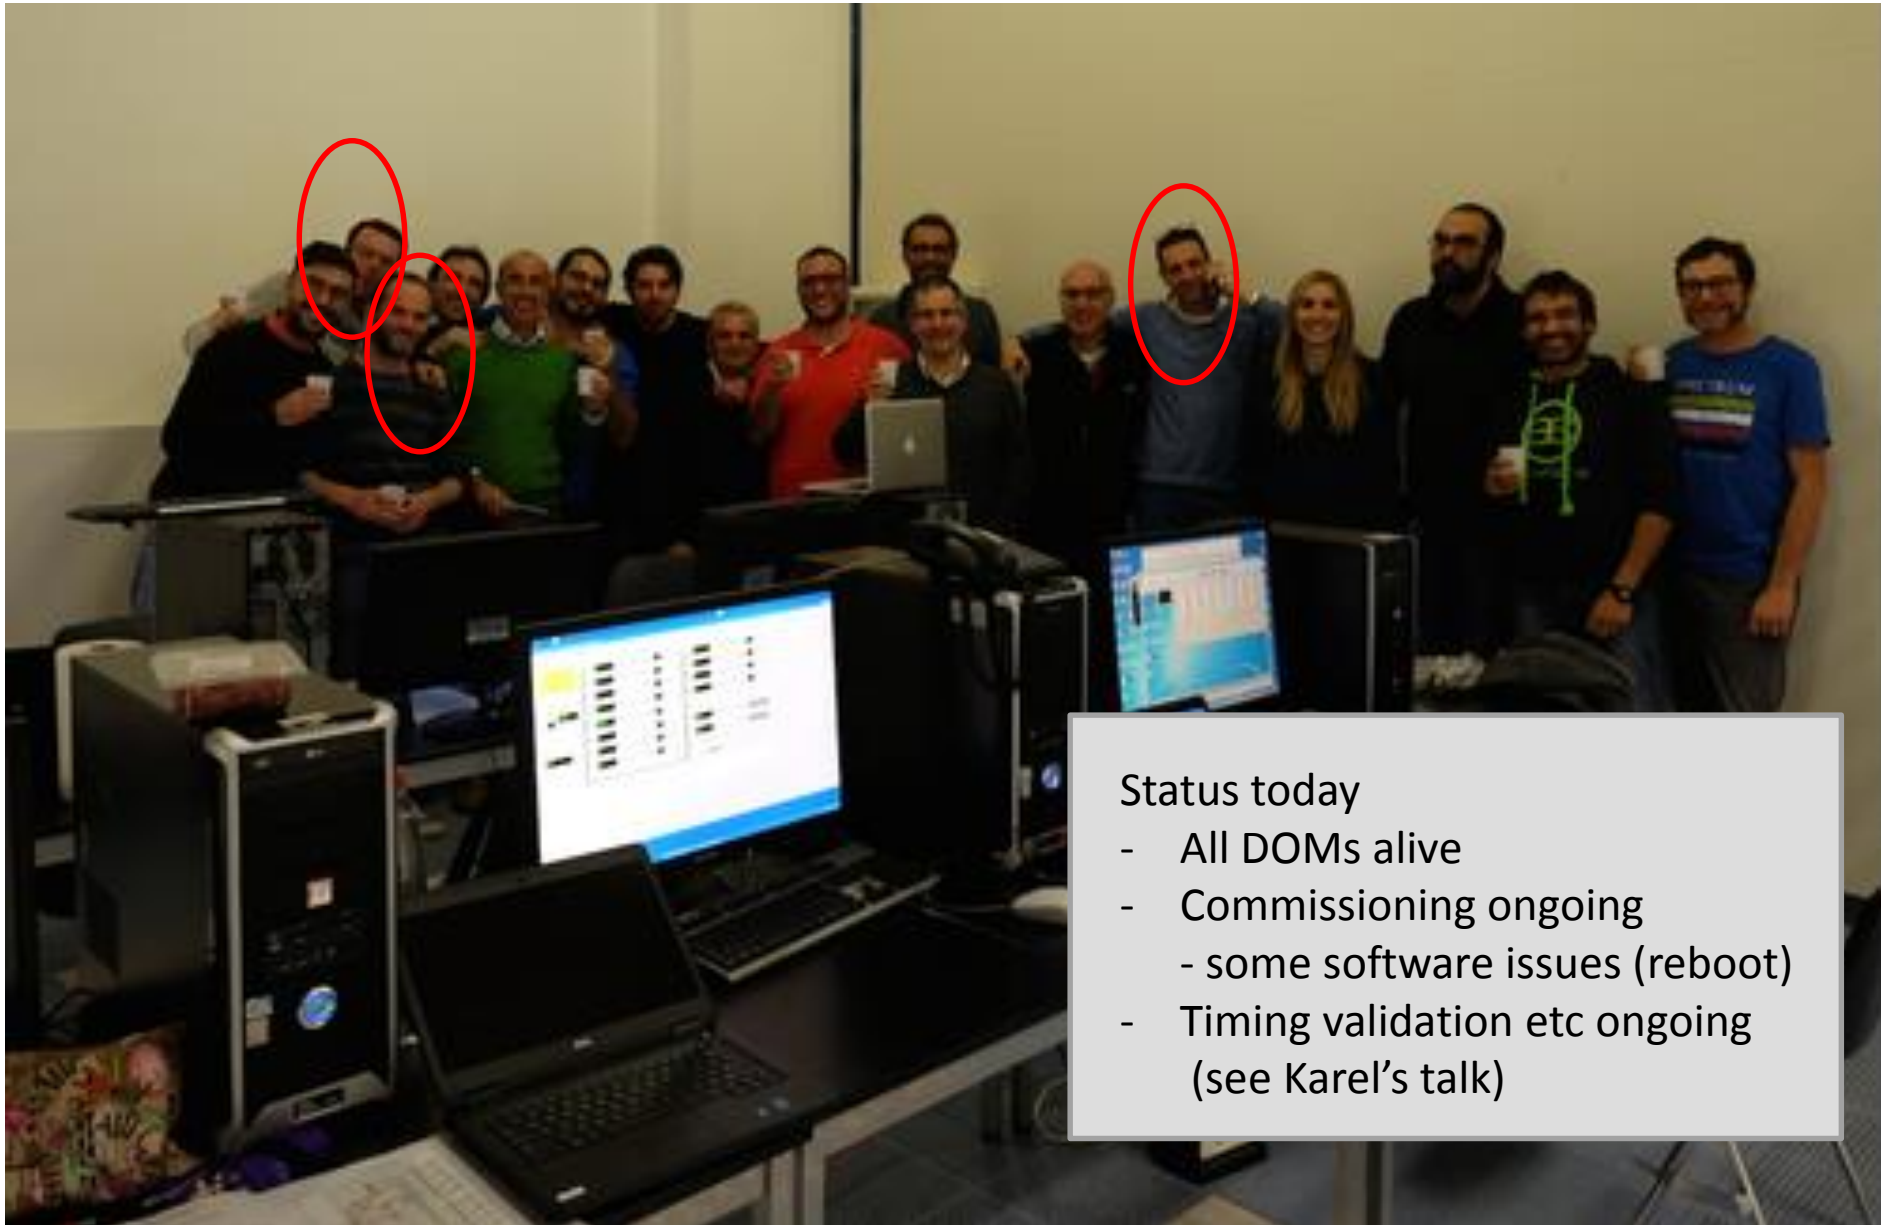 Status today
- All DOMs alive
- Commissioning ongoing
- some software issues (reboot)
- Timing validation etc ongoing
(see Karel’s talk)